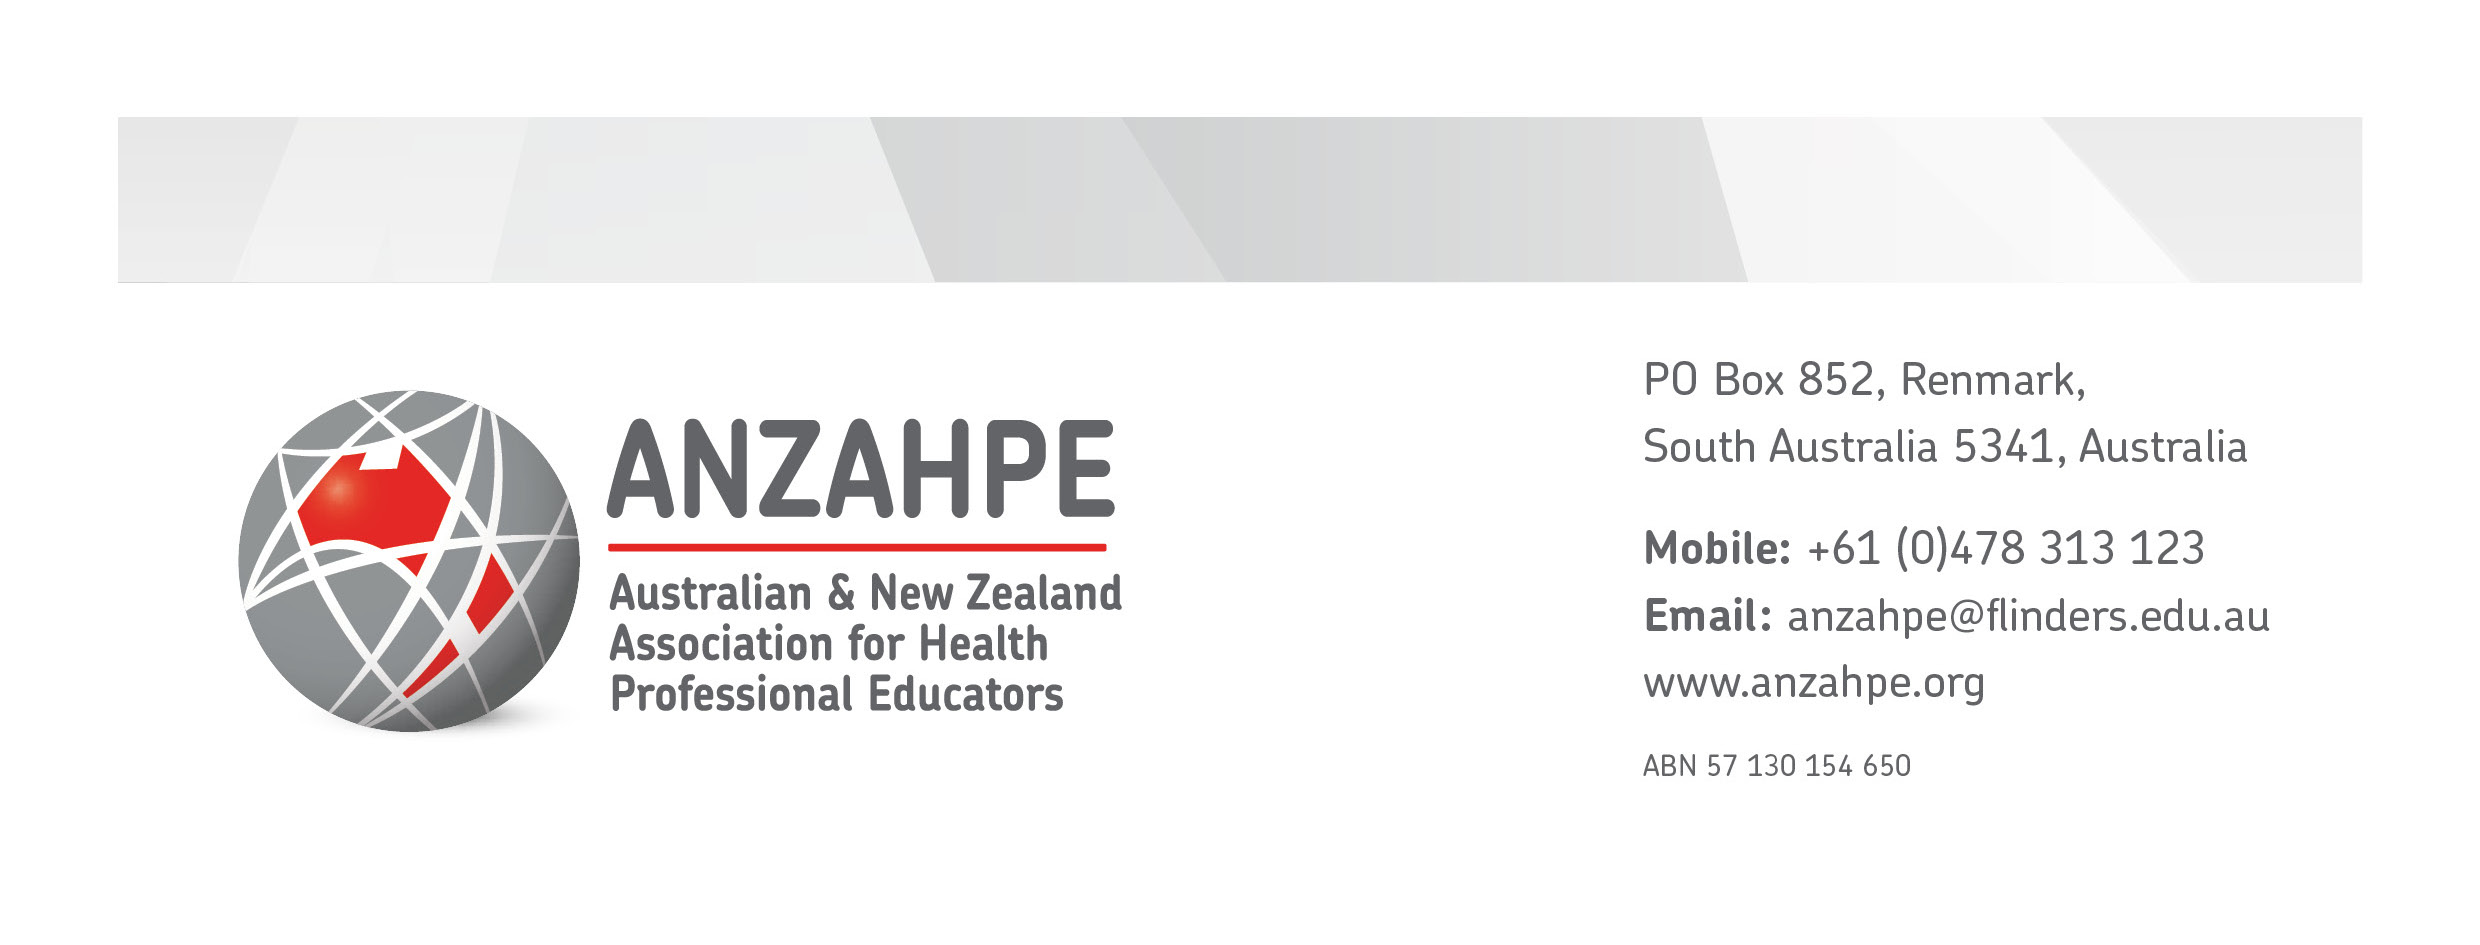 ANZAHPE
Australian & New Zealand
Association for Health
Professional Educators
PO Box 852, Renmark,
South Australia 5341, Australia
Mobile: +61 (0)478 313 123
Email: anzahpe@flinders.edu.au
www.anzahpe.org
ABN 57 130 154 650